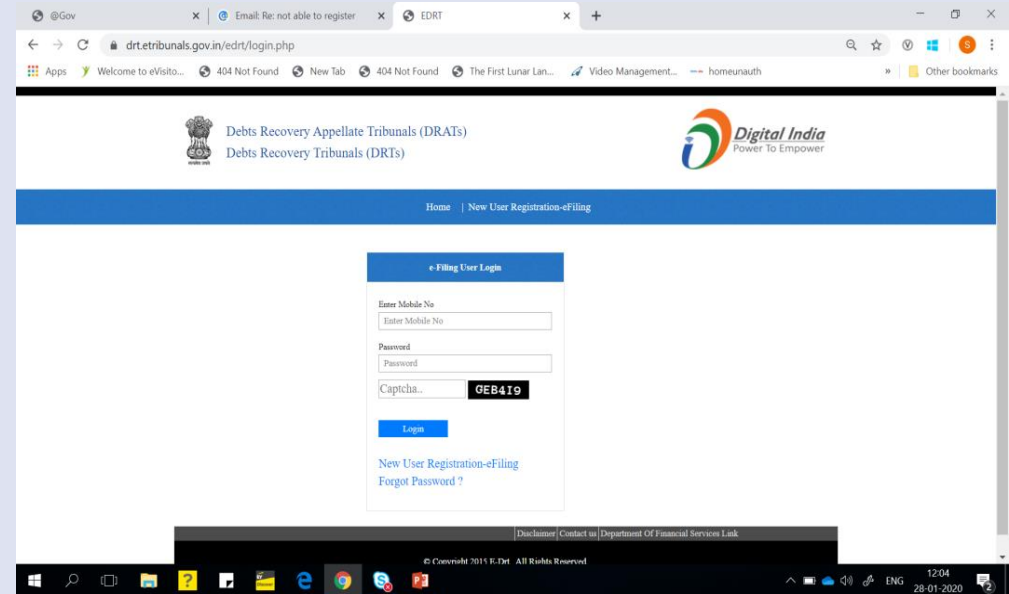 @Gov
Email: Re: not able to register
EDRT
drt.etribunals.gov.in/edrt/login.php
S
Apps
Welcome to eVisito...
404 Not Found
New Tab
404 Not Found
The First Lunar Lan...
Video Management...
homeunauth
»
Other bookmarks
Debts Recovery Appellate Tribunals (DRATs)
Debts Recovery Tribunals (DRTs)
Digital India
Power To Empower
Home | New User Registration-eFiling
e-Filing User Login
Enter Mobile No
Enter Mobile No
Password
Password
Captcha.. GEB4I9
Login
New User Registration-eFiling
Forgot Password ?
Disclaimer Contact us Department Of Financial Services Link
© Copyright 2015 E-Drt. All Rights Reserved
ENG
12:04
28-01-2020
2